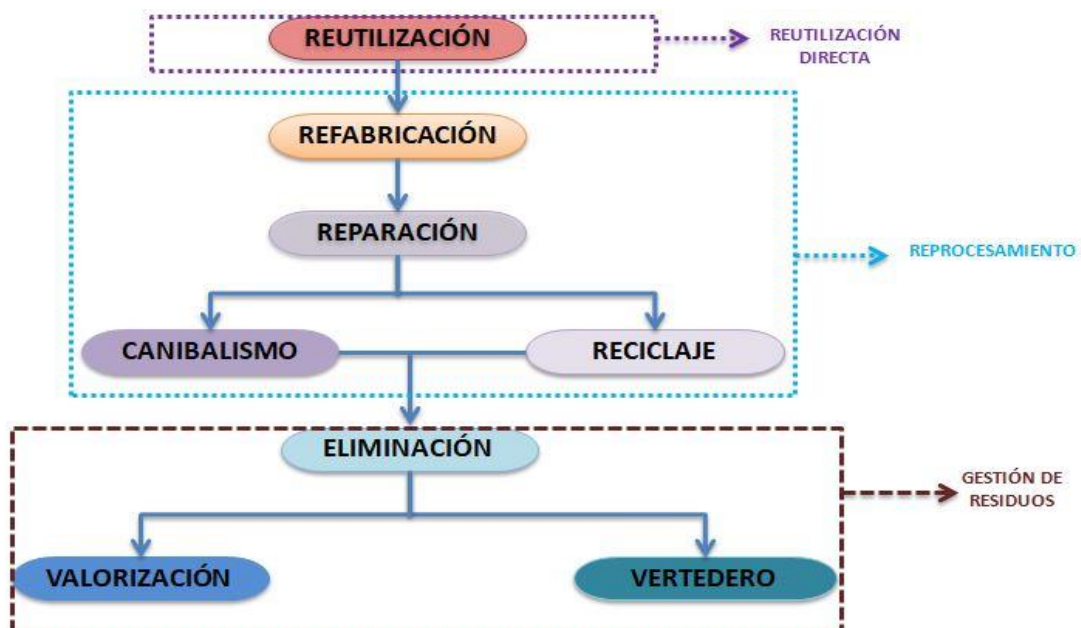 REUTILIZACIÓN
REUTILIZACIÓN
DIRECTA
REFABRICACIÓN
REPARACIÓN
REPROCESAMIENTO
CANIBALISMO
RECICLAJE
ELIMINACIÓN
GESTIÓN DE
RESIDUOS
VALORIZACIÓN
VERTEDERO